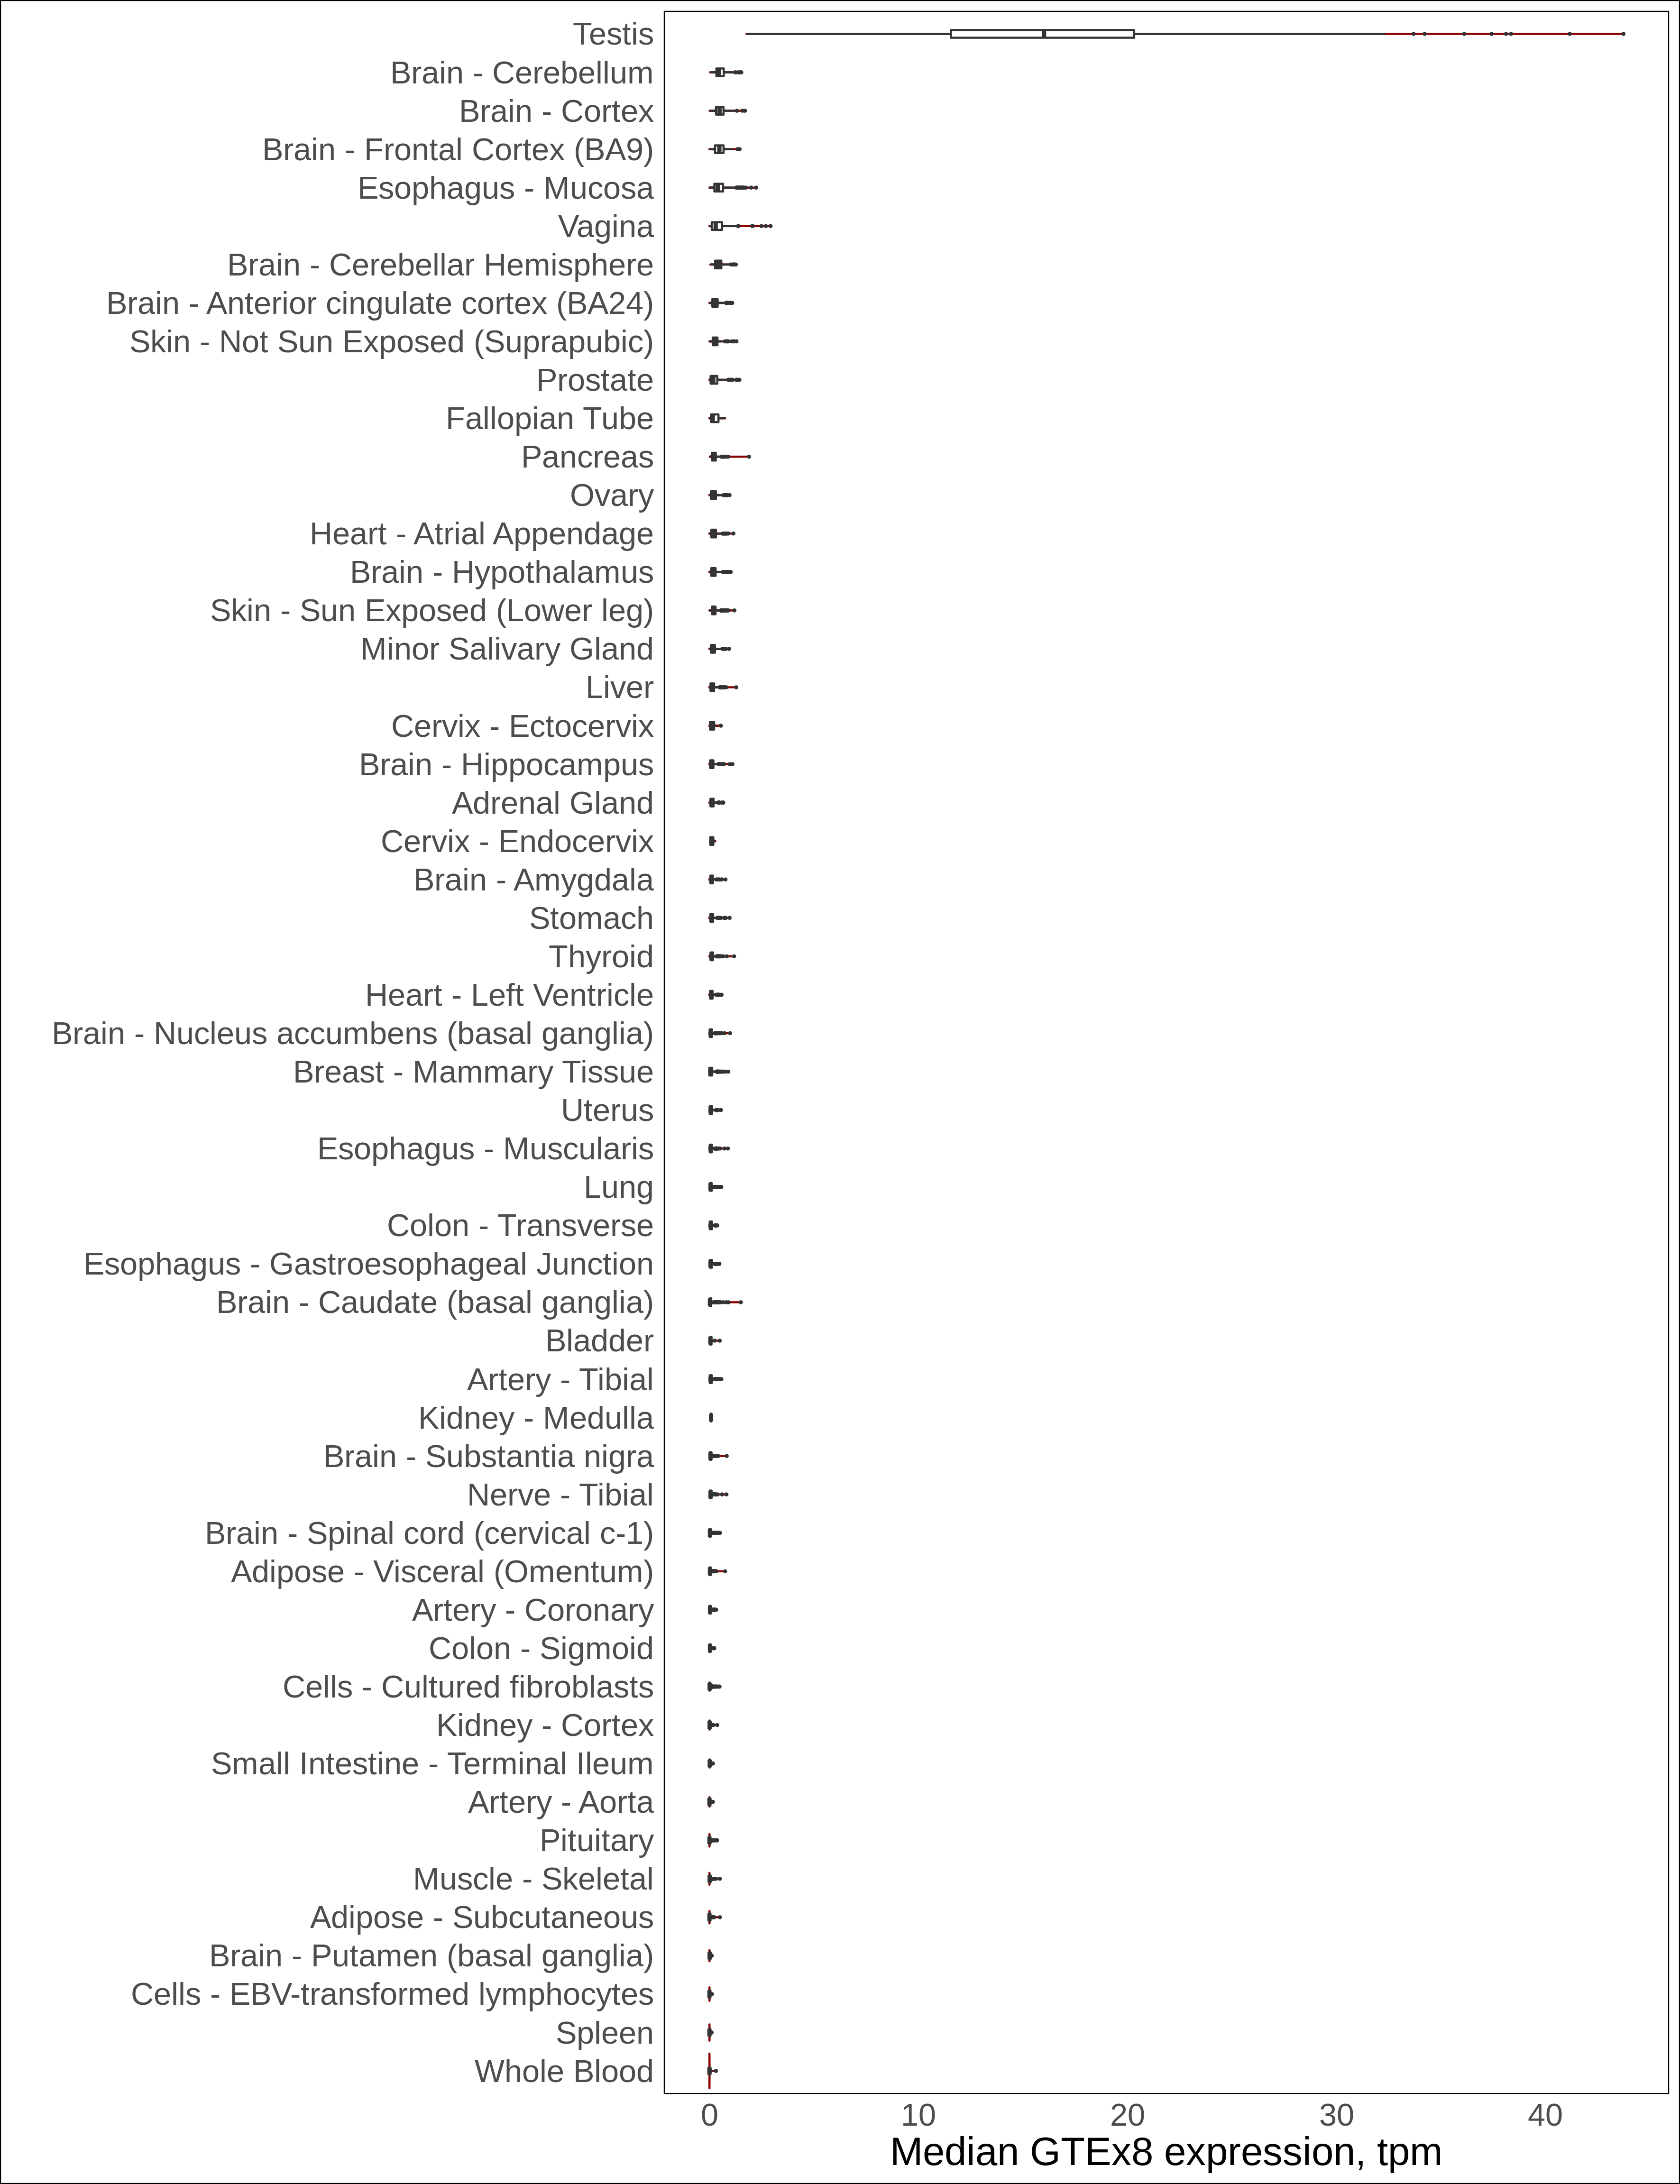 Testis
Brain - Cerebellum
Brain - Cortex
Brain - Frontal Cortex (BA9)
Esophagus - Mucosa
Vagina
Brain - Cerebellar Hemisphere
Brain - Anterior cingulate cortex (BA24)
Skin - Not Sun Exposed (Suprapubic)
Prostate
Fallopian Tube
Pancreas
Ovary
Heart - Atrial Appendage
Brain - Hypothalamus
Skin - Sun Exposed (Lower leg)
Minor Salivary Gland
Liver
Cervix - Ectocervix
Brain - Hippocampus
Adrenal Gland
Cervix - Endocervix
Brain - Amygdala
Stomach
Thyroid
Heart - Left Ventricle
Brain - Nucleus accumbens (basal ganglia)
Breast - Mammary Tissue
Uterus
Esophagus - Muscularis
Lung
Colon - Transverse
Esophagus - Gastroesophageal Junction
Brain - Caudate (basal ganglia)
Bladder
Artery - Tibial
Kidney - Medulla
Brain - Substantia nigra
Nerve - Tibial
Brain - Spinal cord (cervical c-1)
Adipose - Visceral (Omentum)
Artery - Coronary
Colon - Sigmoid
Cells - Cultured fibroblasts
Kidney - Cortex
Small Intestine - Terminal Ileum
Artery - Aorta
Pituitary
Muscle - Skeletal
Adipose - Subcutaneous
Brain - Putamen (basal ganglia)
Cells - EBV-transformed lymphocytes
Spleen
Whole Blood
0 10 20 30 40
Median GTEx8 expression, tpm